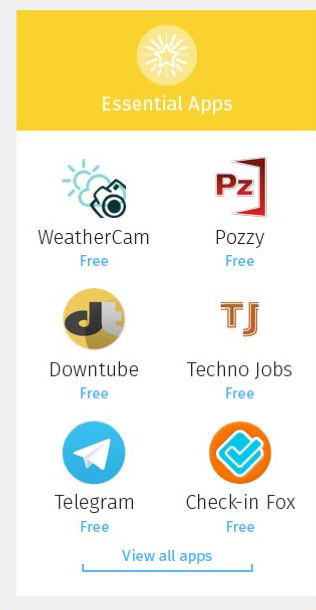 Essential Apps
Pz
WeatherCam
Pozzy
Free
Free
dt
TJ
Downtube
Techno Jobs
Free
Free
Telegram
Check-in Fox
Free
Free
View all apps